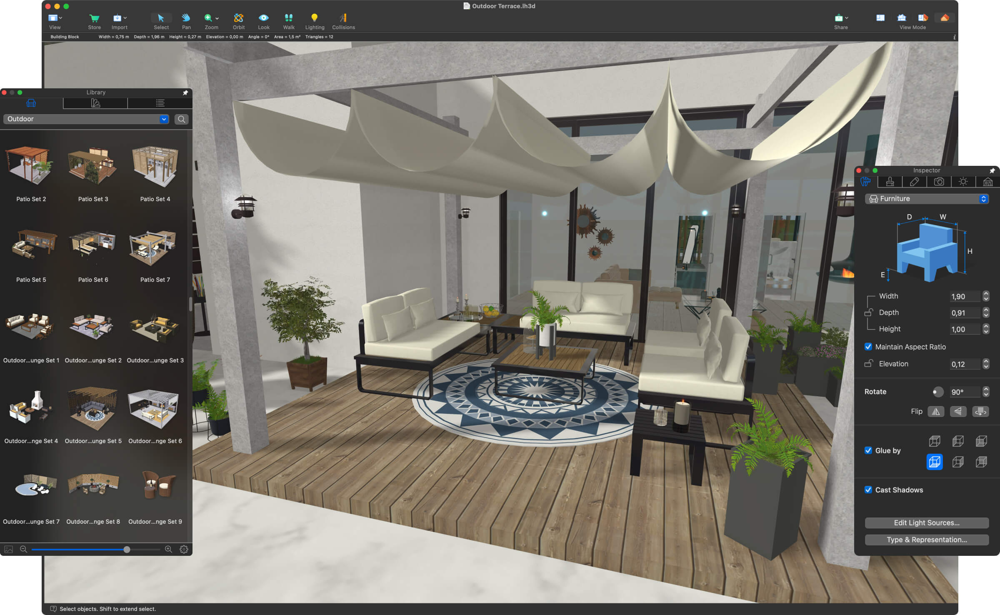 Outdoor Terrace.lh3d
View Store Import Select Pan Zoom Orbit Look Walk Lighting Collisions Share View Mode
Building Block Width = 0,75 m Depth = 1,96 m Height = 0,27 m Elevation = 0,00 m Angle = 0° Area = 1,5 m² Triangles = 12 i
Library
Outdoor
Patio Set 2 Patio Set 3 Patio Set 4
Patio Set 5 Patio Set 6 Patio Set 7
Outdoor...unge Set 1 Outdoor...unge Set 2 Outdoor...unge Set 3
Outdoor...nge Set 4 Outdoor...unge Set 5 Outdoor...nge Set 6
Outdoor...unge Set 7 Outdoor...nge Set 8 Outdoor...nge Set 9
Inspector
Furniture
D W
H
E
Width 1,90
Depth 0,91
Height 1,00
Maintain Aspect Ratio
Elevation 0,12
Rotate 90°
Flip
Glue by
Cast Shadows
Edit Light Sources...
Type & Representation...
? Select objects. Shift to extend select.